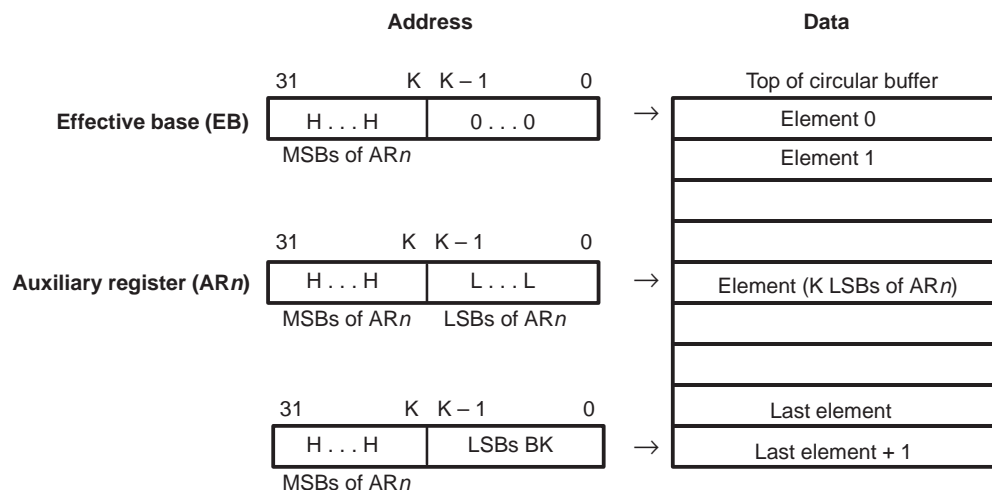 Address Data
31 K K – 1 0 Top of circular buffer
Effective base (EB) H . . . H 0 . . . 0 → Element 0
MSBs of ARn Element 1
31 K K – 1 0
Auxiliary register (ARn) H . . . H L . . . L → Element (K LSBs of ARn)
MSBs of ARn LSBs of ARn
31 K K – 1 0 Last element
H . . . H LSBs BK → Last element + 1
MSBs of ARn